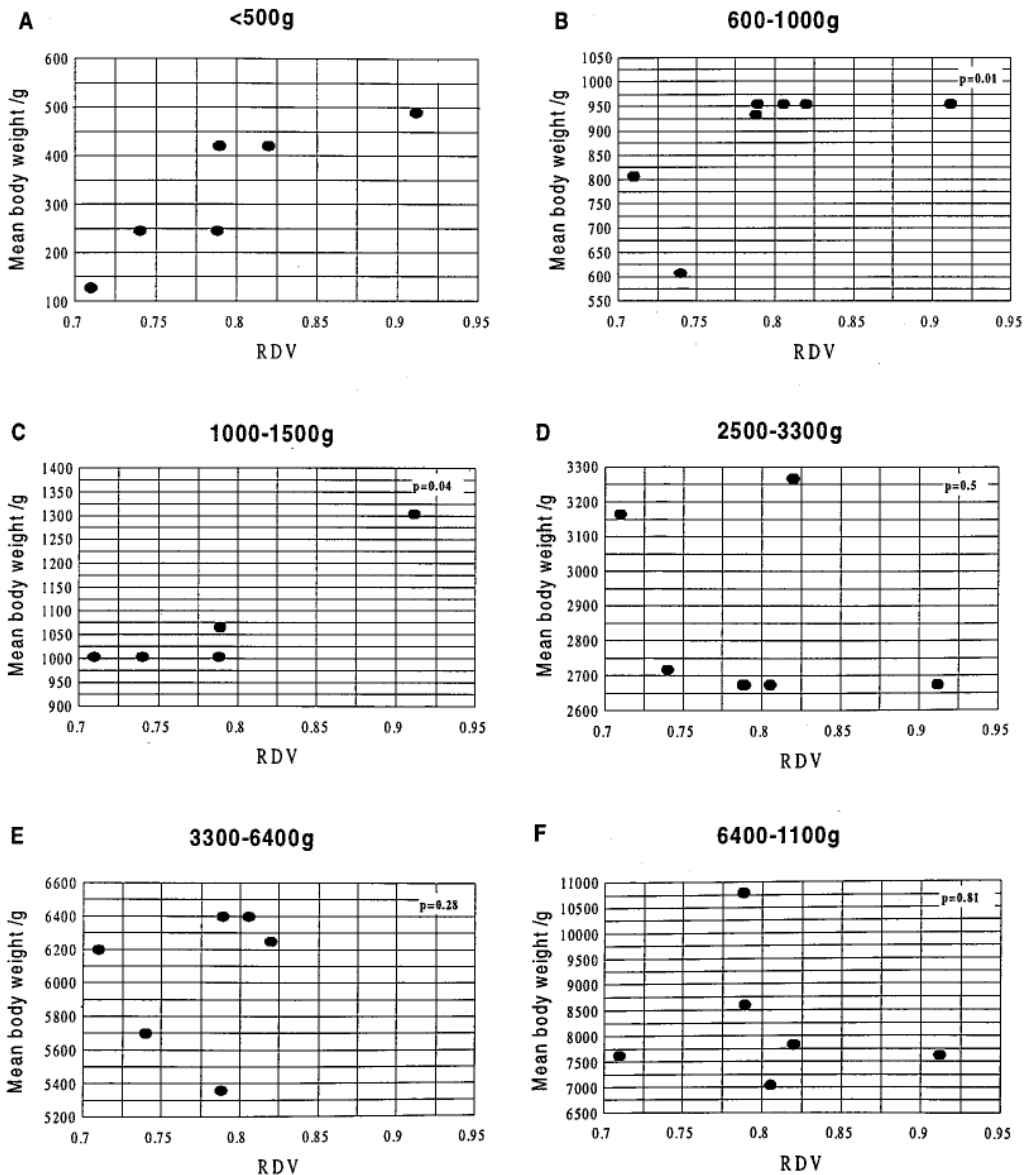 A <500g
Mean body weight /g
600
500
400
300
200
100
0.7 0.75 0.8 0.85 0.9 0.95
RDV
B 600-1000g
Mean body weight /g
1050
1000
950
900
850
800
750
700
650
600
550
p=0.01
0.7 0.75 0.8 0.85 0.9 0.95
RDV
C 1000-1500g
Mean body weight /g
1400
1350
1300
1250
1200
1150
1100
1050
1000
950
900
p=0.04
0.7 0.75 0.8 0.85 0.9 0.95
RDV
D 2500-3300g
Mean body weight /g
3300
3200
3100
3000
2900
2800
2700
2600
p=0.5
0.7 0.75 0.8 0.85 0.9 0.95
RDV
E 3300-6400g
Mean body weight /g
6600
6400
6200
6000
5800
5600
5400
5200
p=0.28
0.7 0.75 0.8 0.85 0.9 0.95
RDV
F 6400-1100g
Mean body weight /g
11000
10500
10000
9500
9000
8500
8000
7500
7000
6500
p=0.81
0.7 0.75 0.8 0.85 0.9 0.95
RDV